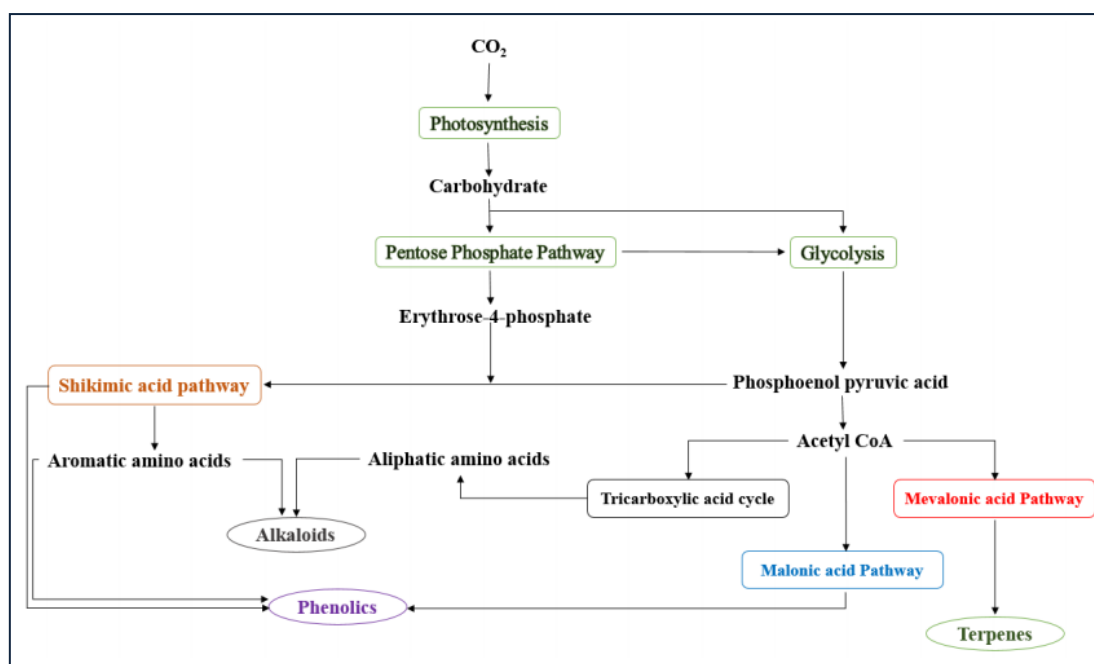 CO₂
Photosynthesis
Carbohydrate
Pentose Phosphate Pathway
Glycolysis
Erythrose-4-phosphate
Shikimic acid pathway
Phosphoenol pyruvic acid
Acetyl CoA
Aromatic amino acids
Aliphatic amino acids
Tricarboxylic acid cycle
Mevalonic acid Pathway
Alkaloids
Malonic acid Pathway
Phenolics
Terpenes